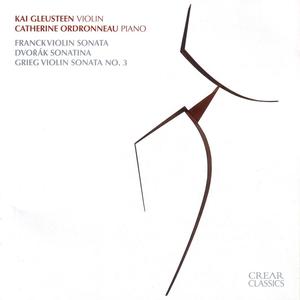 KAI GLEUSTEEN VIOLIN
CATHERINE ORDRONNEAU PIANO
FRANCK VIOLIN SONATA
DVOŘÁK SONATINA
GRIEG VIOLIN SONATA NO. 3
CREAR
CLASSICS